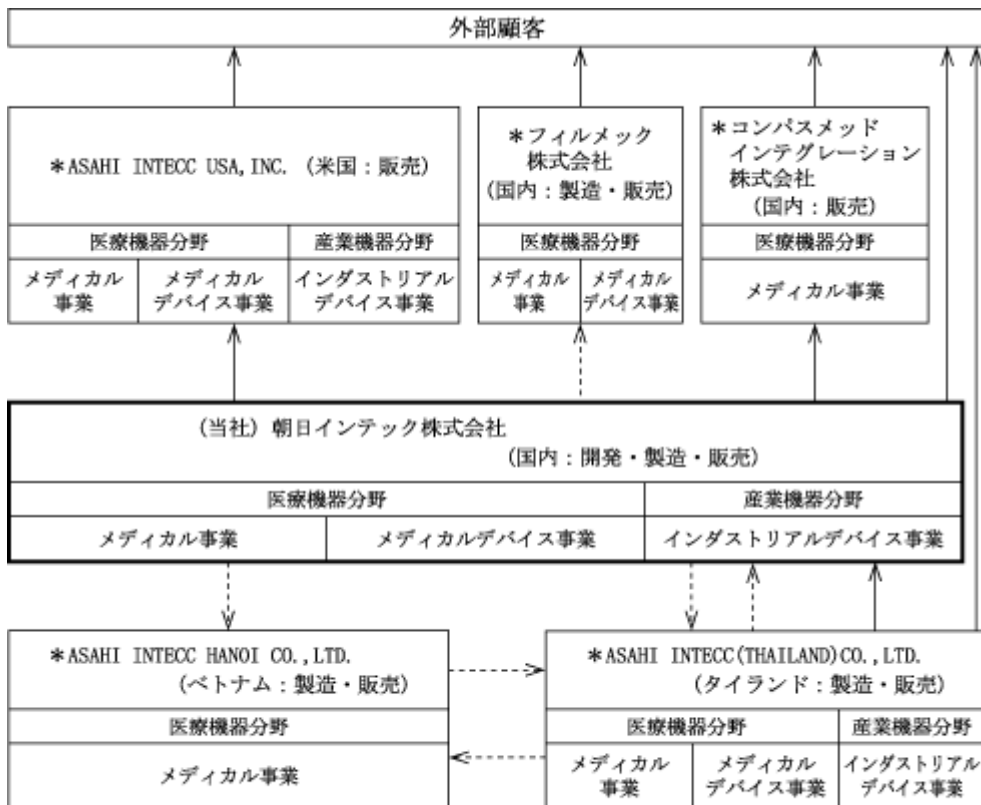 外部顧客
*ASAHI INTECC USA,INC. (米国：販売)
医療機器分野
産業機器分野
メディカル
事業
メディカル
デバイス事業
インダストリアル
デバイス事業
*フィルメック
株式会社
(国内：製造・販売)
医療機器分野
メディカル
事業
メディカル
デバイス事業
*コンパスメッド
インテグレーション
株式会社
(国内：販売)
医療機器分野
メディカル事業
(当社) 朝日インテック株式会社
(国内：開発・製造・販売)
医療機器分野
産業機器分野
メディカル事業
メディカルデバイス事業
インダストリアルデバイス事業
*ASAHI INTECC HANOI CO.,LTD.
(ベトナム：製造・販売)
医療機器分野
メディカル事業
*ASAHI INTECC(THAILAND)CO.,LTD.
(タイランド：製造・販売)
医療機器分野
産業機器分野
メディカル
事業
メディカル
デバイス事業
インダストリアル
デバイス事業